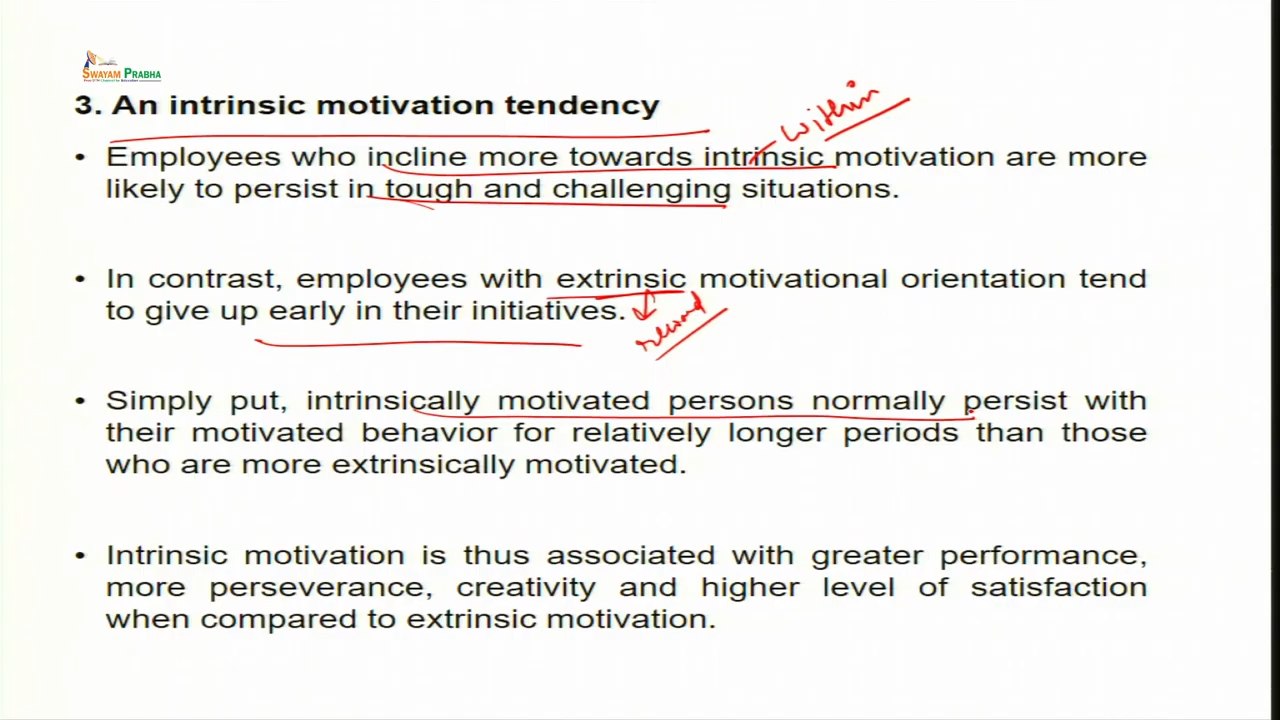 SWAYAM PRABHA
3. An intrinsic motivation tendency
within
• Employees who incline more towards intrinsic motivation are more
likely to persist in tough and challenging situations.
• In contrast, employees with extrinsic motivational orientation tend
to give up early in their initiatives.
reward
• Simply put, intrinsically motivated persons normally persist with
their motivated behavior for relatively longer periods than those
who are more extrinsically motivated.
• Intrinsic motivation is thus associated with greater performance,
more perseverance, creativity and higher level of satisfaction
when compared to extrinsic motivation.